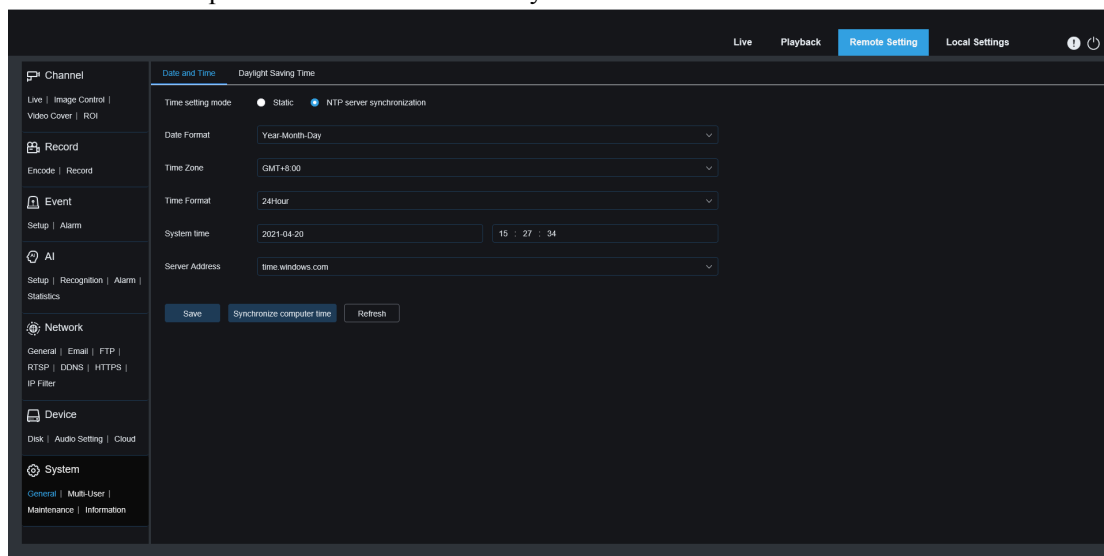 Live Playback Remote Setting Local Settings
Channel
Live | Image Control |
Video Cover | ROI
Record
Encode | Record
Event
Setup | Alarm
AI
Setup | Recognition | Alarm |
Statistics
Network
General | Email | FTP |
RTSP | DDNS | HTTPS |
IP Filter
Device
Disk | Audio Setting | Cloud
System
General | Multi-User |
Maintenance | Information
Date and Time Daylight Saving Time
Time setting mode Static NTP server synchronization
Date Format Year-Month-Day
Time Zone GMT+8:00
Time Format 24Hour
System time 2021-04-20 15 : 27 : 34
Server Address time.windows.com
Save Synchronize computer time Refresh